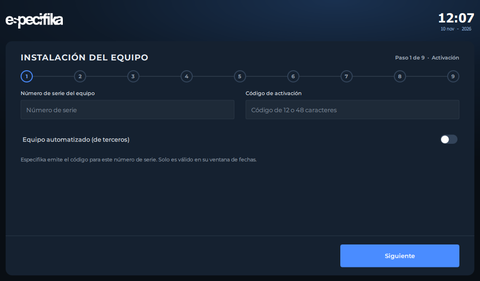 e-specifika
12:07
10 nov - 2026
INSTALACIÓN DEL EQUIPO
Paso 1 de 9 - Activación
1 2 3 4 5 6 7 8 9
Número de serie del equipo
Código de activación
Número de serie
Código de 12 o 48 caracteres
Equipo automatizado (de terceros)
Especifika emite el código para este número de serie. Solo es válido en su ventana de fechas.
Siguiente